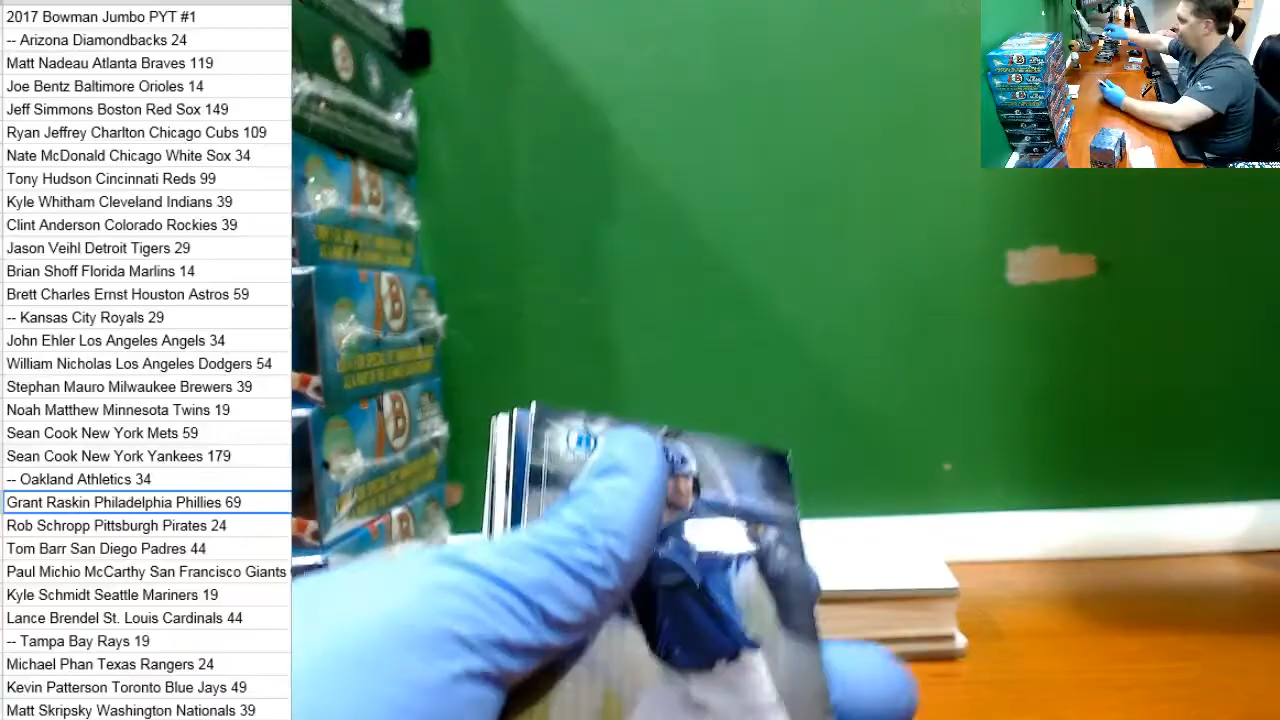 2017 Bowman Jumbo PYT #1
-- Arizona Diamondbacks 24
Matt Nadeau Atlanta Braves 119
Joe Bentz Baltimore Orioles 14
Jeff Simmons Boston Red Sox 149
Ryan Jeffrey Charlton Chicago Cubs 109
Nate McDonald Chicago White Sox 34
Tony Hudson Cincinnati Reds 99
Kyle Whitham Cleveland Indians 39
Clint Anderson Colorado Rockies 39
Jason Veihl Detroit Tigers 29
Brian Shoff Florida Marlins 14
Brett Charles Ernst Houston Astros 59
-- Kansas City Royals 29
John Ehler Los Angeles Angels 34
William Nicholas Los Angeles Dodgers 54
Stephan Mauro Milwaukee Brewers 39
Noah Matthew Minnesota Twins 19
Sean Cook New York Mets 59
Sean Cook New York Yankees 179
-- Oakland Athletics 34
Grant Raskin Philadelphia Phillies 69
Rob Schropp Pittsburgh Pirates 24
Tom Barr San Diego Padres 44
Paul Michio McCarthy San Francisco Giants
Kyle Schmidt Seattle Mariners 19
Lance Brendel St. Louis Cardinals 44
-- Tampa Bay Rays 19
Michael Phan Texas Rangers 24
Kevin Patterson Toronto Blue Jays 49
Matt Skripsky Washington Nationals 39
B
B
B
B